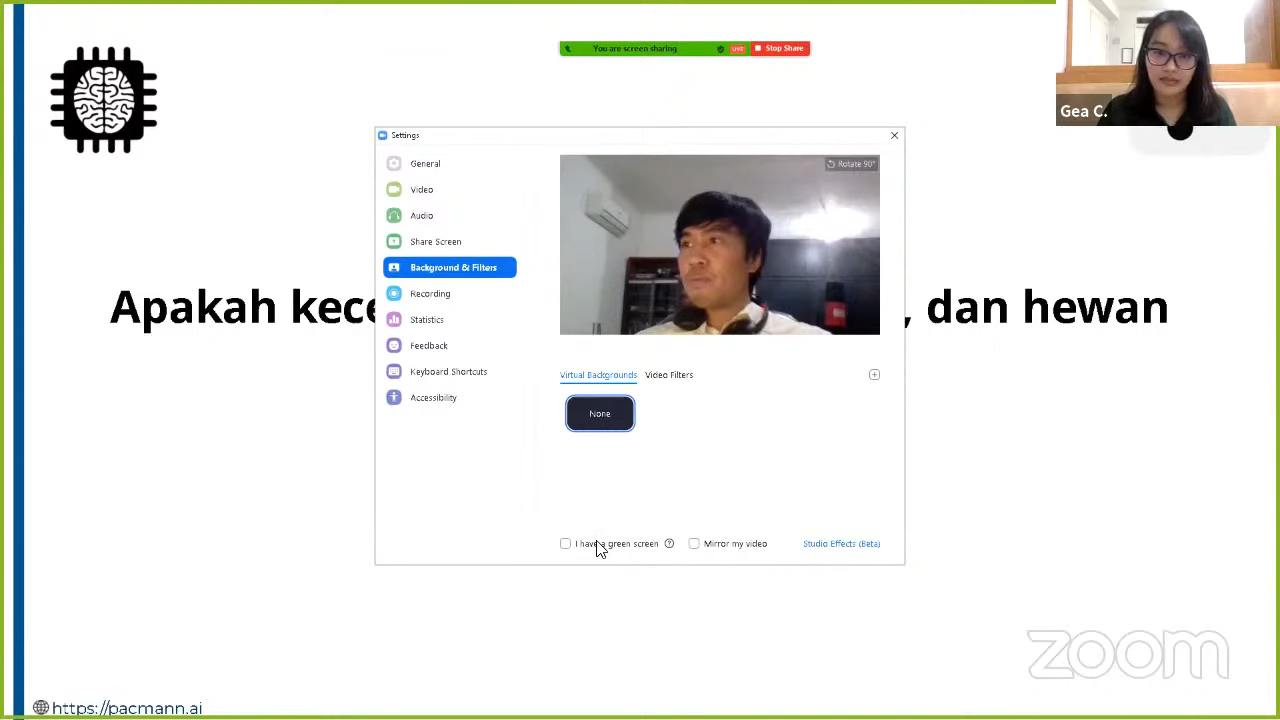 You are screen sharing
LIVE
Stop Share
Gea C.
Settings
General
Video
Audio
Share Screen
Background & Filters
Recording
Statistics
Feedback
Keyboard Shortcuts
Accessibility
Rotate 90°
Virtual Backgrounds Video Filters
None
I have a green screen
Mirror my video
Studio Effects (Beta)
Apakah kece , dan hewan
zoom
https://pacmann.ai